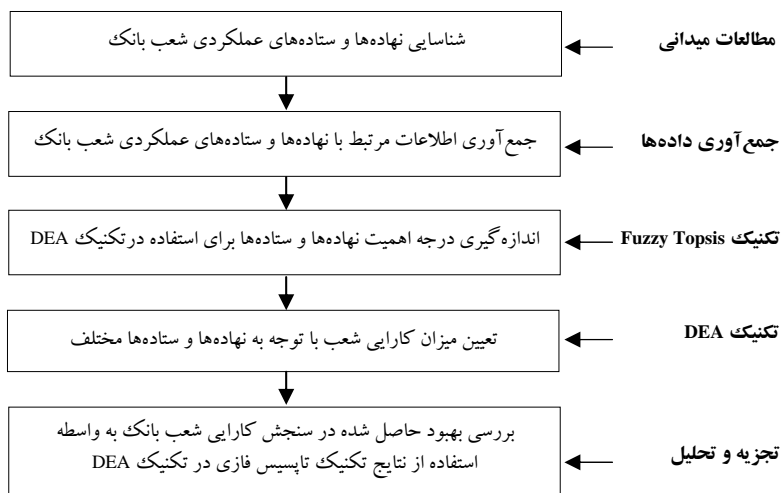 مطالعات میدانی
شناسایی نهاده‌ها و ستاده‌های عملکردی شعب بانک
جمع‌آوری داده‌ها
جمع‌آوری اطلاعات مرتبط با نهاده‌ها و ستاده‌های عملکردی شعب بانک
تکنیک Fuzzy Topsis
اندازه‌گیری درجه اهمیت نهاده‌ها و ستاده‌ها برای استفاده درتکنیک DEA
تکنیک DEA
تعیین میزان کارایی شعب با توجه به نهاده‌ها و ستاده‌ها مختلف
تجزیه و تحلیل
بررسی بهبود حاصل شده در سنجش کارایی شعب بانک به واسطه
استفاده از نتایج تکنیک تاپسیس فازی در تکنیک DEA